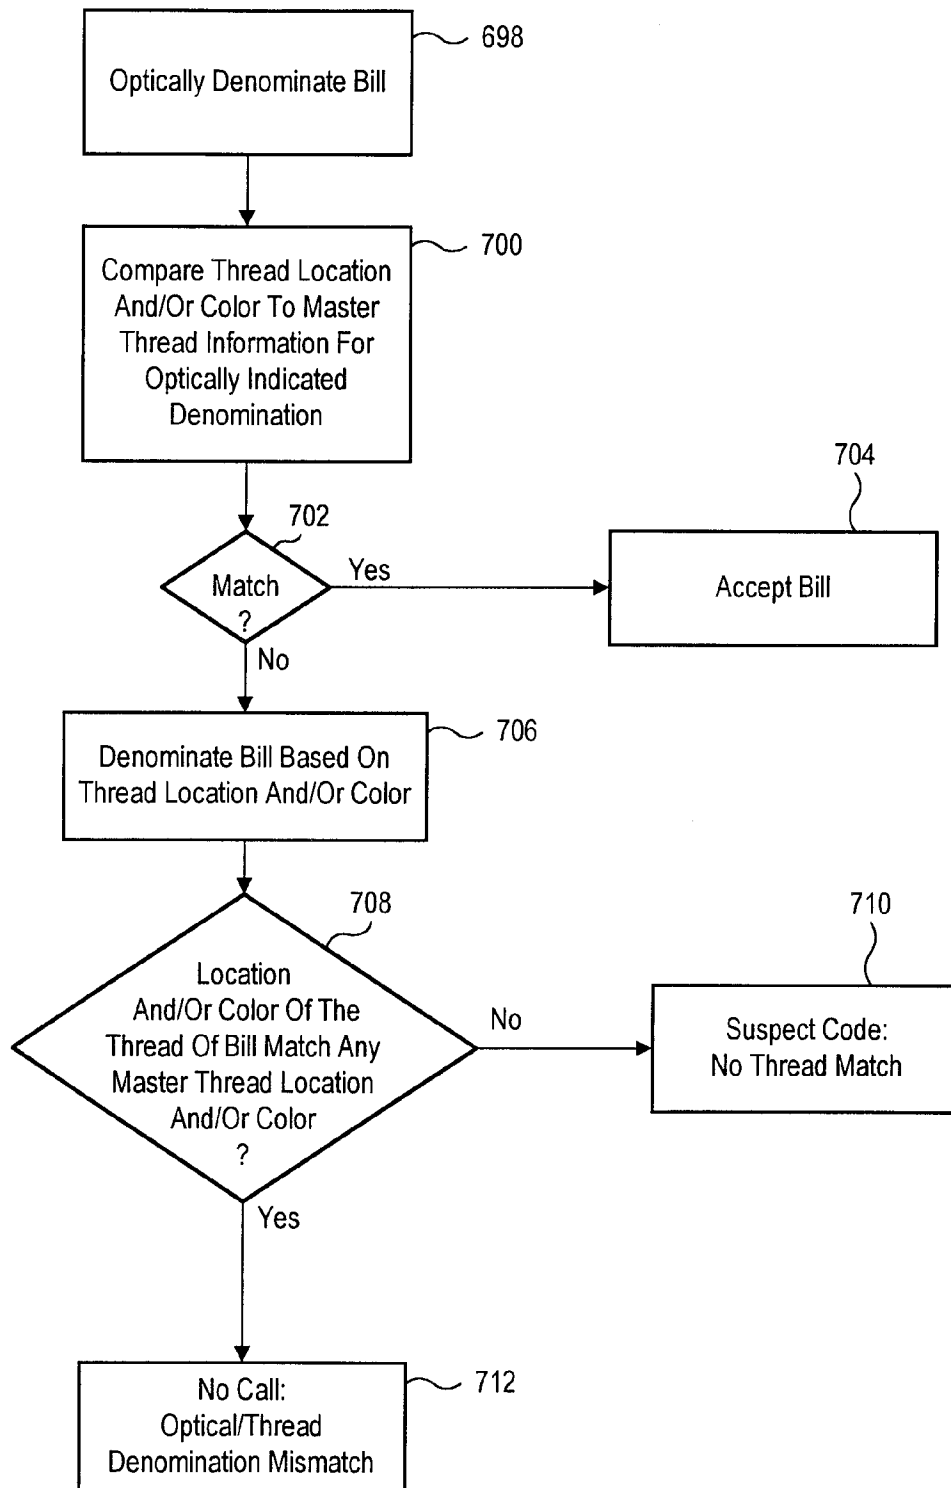 698
Optically Denominate Bill
700
Compare Thread Location
And/Or Color To Master
Thread Information For
Optically Indicated
Denomination
702
Match
?
Yes
704
Accept Bill
No
706
Denominate Bill Based On
Thread Location And/Or Color
708
Location
And/Or Color Of The
Thread Of Bill Match Any
Master Thread Location
And/Or Color
?
No
710
Suspect Code:
No Thread Match
Yes
712
No Call:
Optical/Thread
Denomination Mismatch